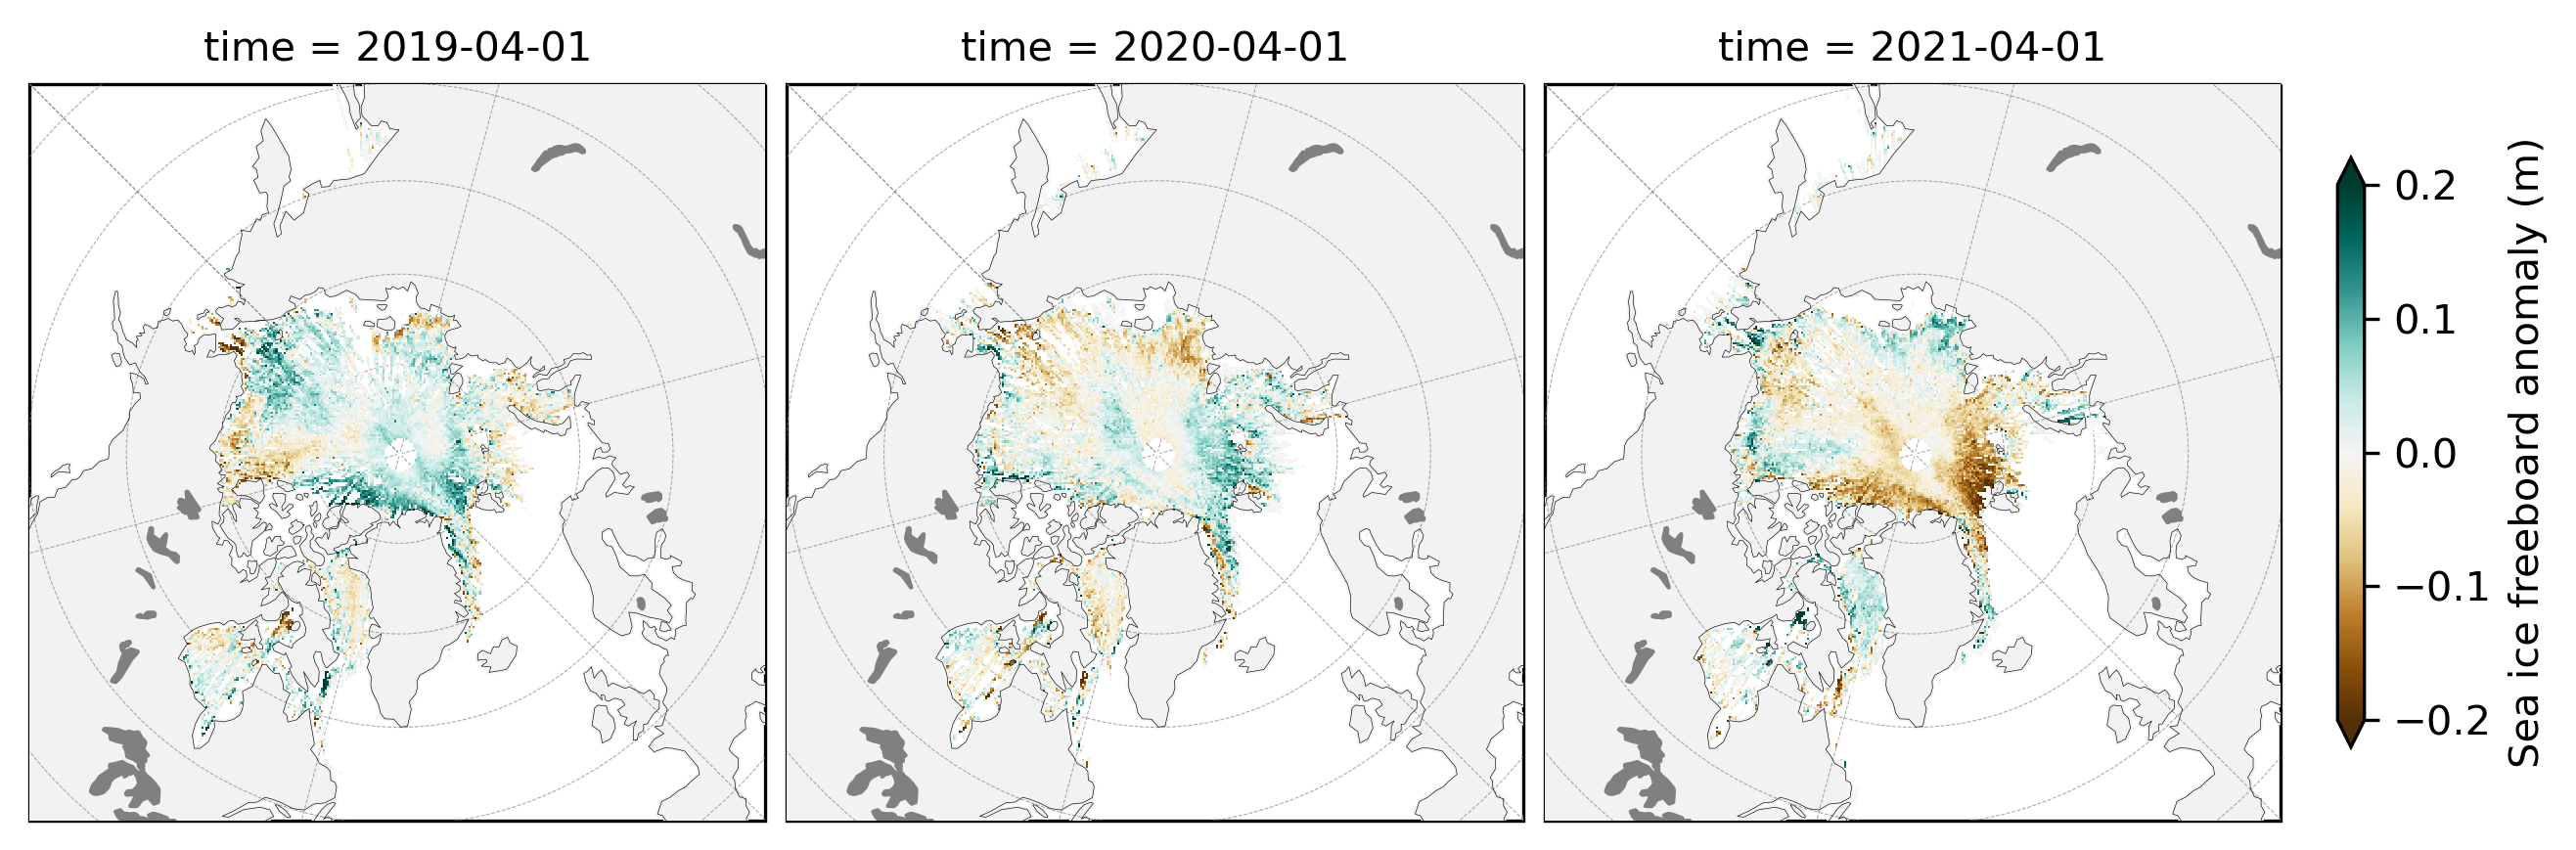 time = 2019-04-01
time = 2020-04-01
time = 2021-04-01
0.2
0.1
0.0
−0.1
−0.2
Sea ice freeboard anomaly (m)